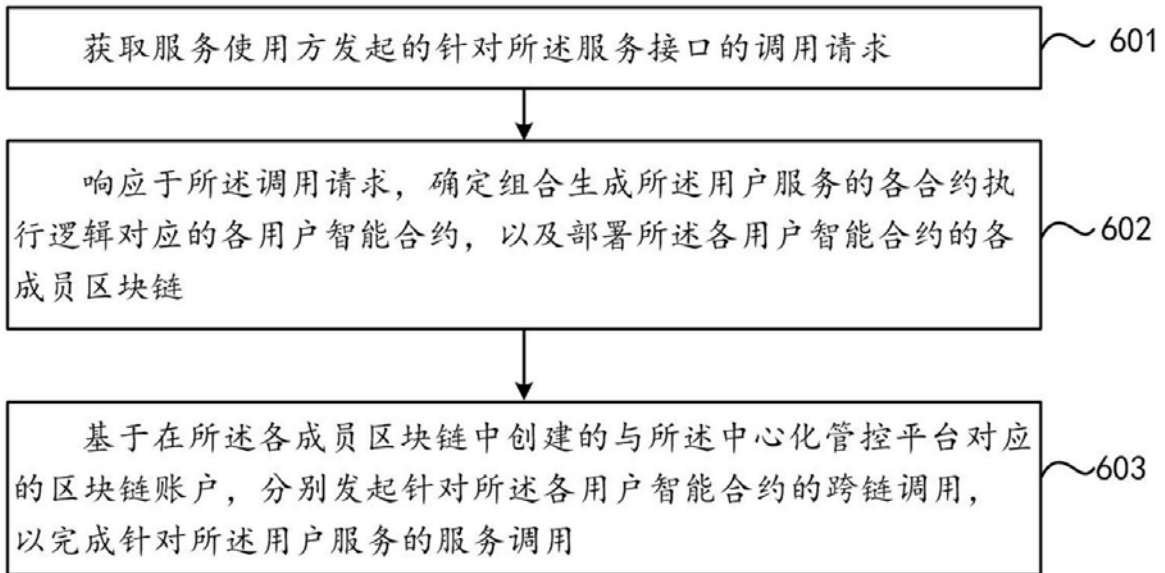 获取服务使用方发起的针对所述服务接口的调用请求
601
响应于所述调用请求，确定组合生成所述用户服务的各合约执
行逻辑对应的各用户智能合约，以及部署所述各用户智能合约的各
602
成员区块链
基于在所述各成员区块链中创建的与所述中心化管控平台对应
的区块链账户，分别发起针对所述各用户智能合约的跨链调用，
603
以完成针对所述用户服务的服务调用